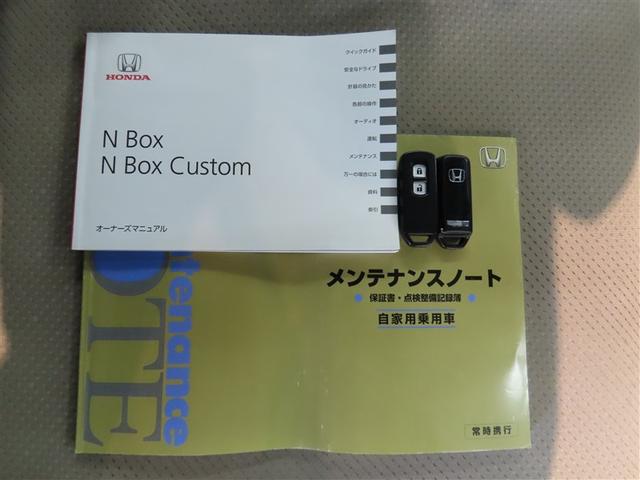 HONDA
N Box
N Box Custom
オーナーズマニュアル
クイックガイド
安全なドライブ
計器の見かた
各部の操作
オーディオ
運転
メンテナンス
万一の場合には
資料
索引
メンテナンスノート
保証書・点検整備記録簿
自家用乗用車
常時携行
ntenance
OTE